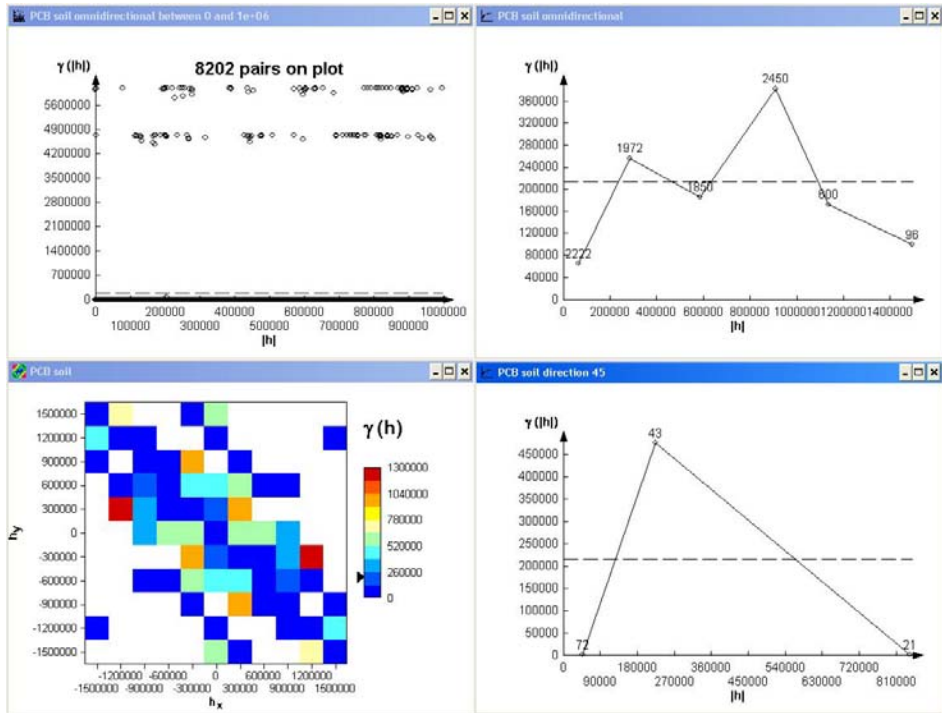 PCB soil omnidirectional between 0 and 1e+06
γ (|h|)
8202 pairs on plot
5600000
4900000
4200000
3500000
2800000
2100000
1400000
700000
0
0 200000 400000 600000 800000 1000000
100000 300000 500000 700000 900000
|h|
PCB soil omnidirectional
γ (|h|)
2450
360000
320000
280000
1972
240000
200000
1850
600
160000
120000
96
80000
2222
40000
0
0 200000 400000 600000 800000 1000000 1200000 1400000
|h|
PCB soil
γ (h)
1500000
1200000
900000
600000
300000
0
-300000
-600000
-900000
-1200000
-1500000
hy
1300000
1040000
780000
520000
260000
0
-1200000 -600000 0 600000 1200000
-1500000 -900000 -300000 300000 900000 1500000
hx
PCB soil direction 45
γ (|h|)
43
450000
400000
350000
300000
250000
200000
150000
100000
50000
72
21
0
0 180000 360000 540000 720000
90000 270000 450000 630000 810000
|h|